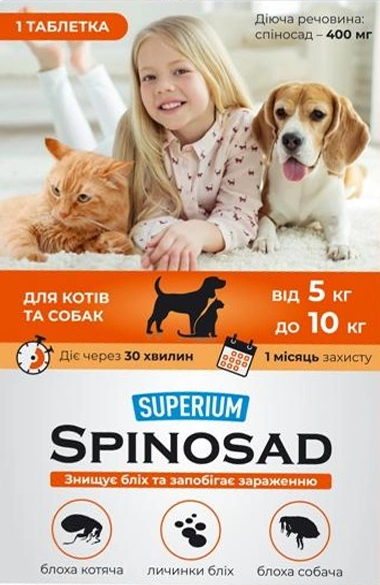 1 ТАБЛЕТКА
Діюча речовина:
спіносад – 400 мг
ДЛЯ КОТІВ
ТА СОБАК
ВІД 5 КГ
ДО 10 КГ
Діє через 30 хвилин
1 місяць захисту
SUPERIUM
SPINOSAD
Знищує бліх та запобігає зараженню
блоха котяча
личинки бліх
блоха собача